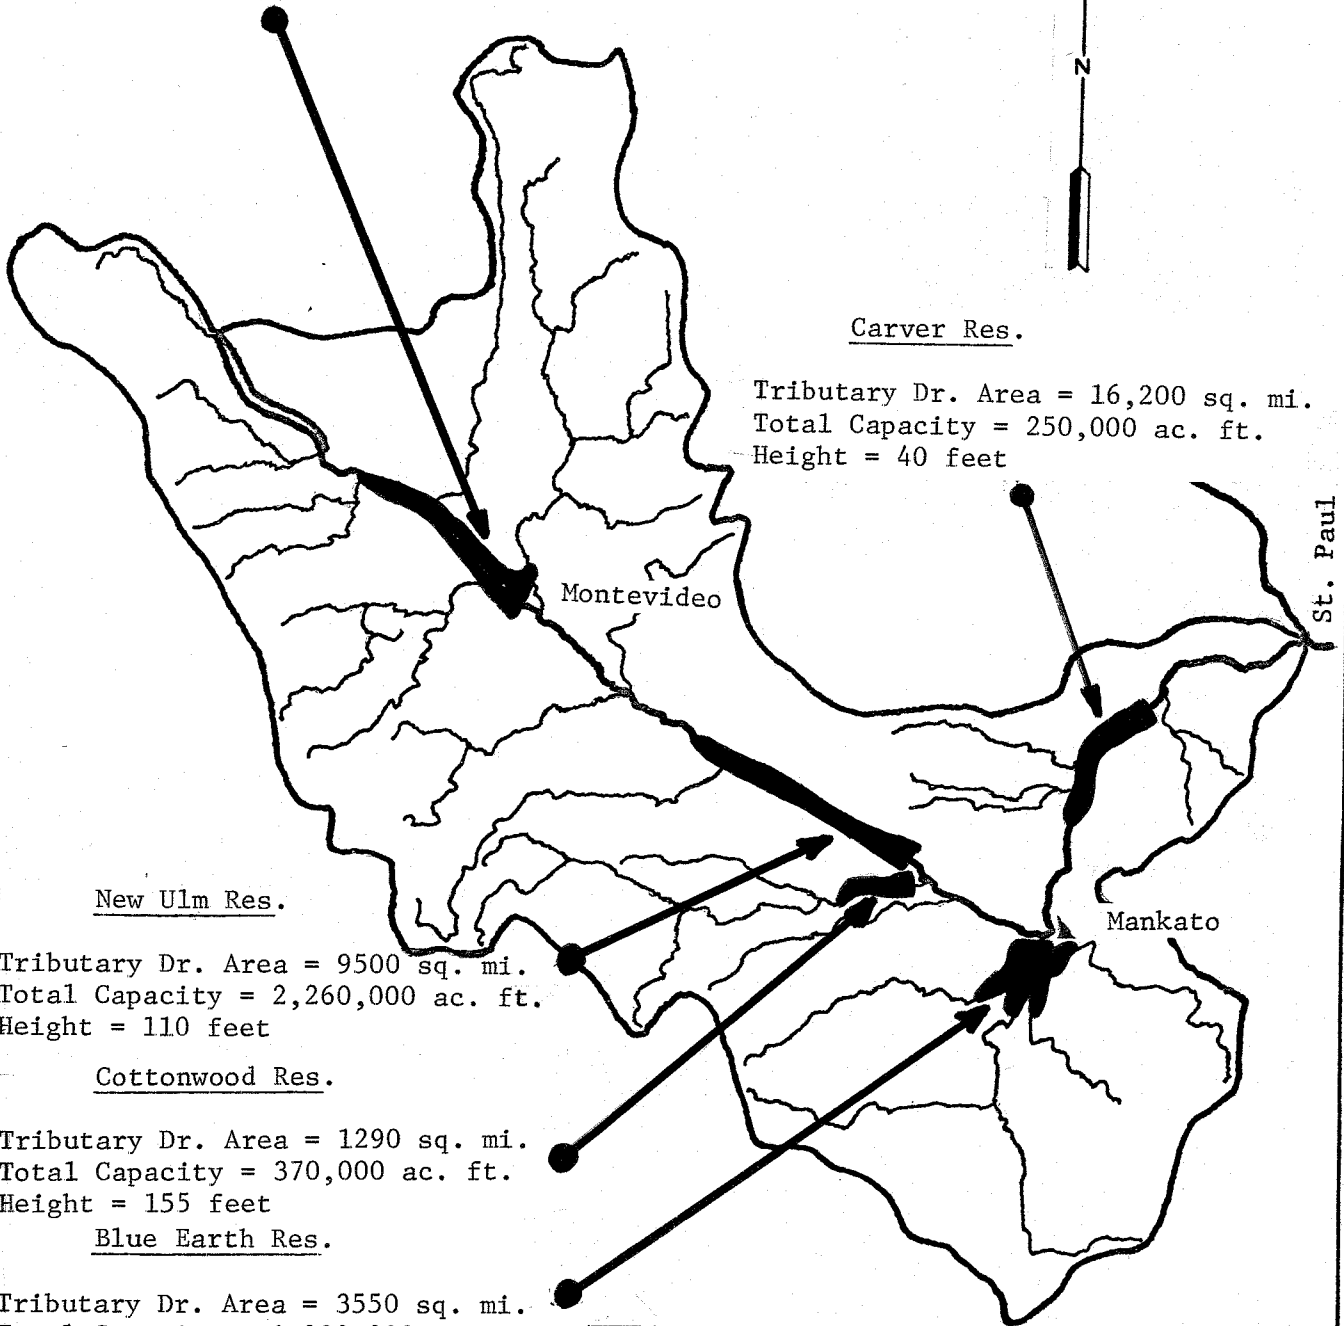 N
Carver Res.
Tributary Dr. Area = 16,200 sq. mi.
Total Capacity = 250,000 ac. ft.
Height = 40 feet
St. Paul
Montevideo
Mankato
New Ulm Res.
Tributary Dr. Area = 9500 sq. mi.
Total Capacity = 2,260,000 ac. ft.
Height = 110 feet
Cottonwood Res.
Tributary Dr. Area = 1290 sq. mi.
Total Capacity = 370,000 ac. ft.
Height = 155 feet
Blue Earth Res.
Tributary Dr. Area = 3550 sq. mi.